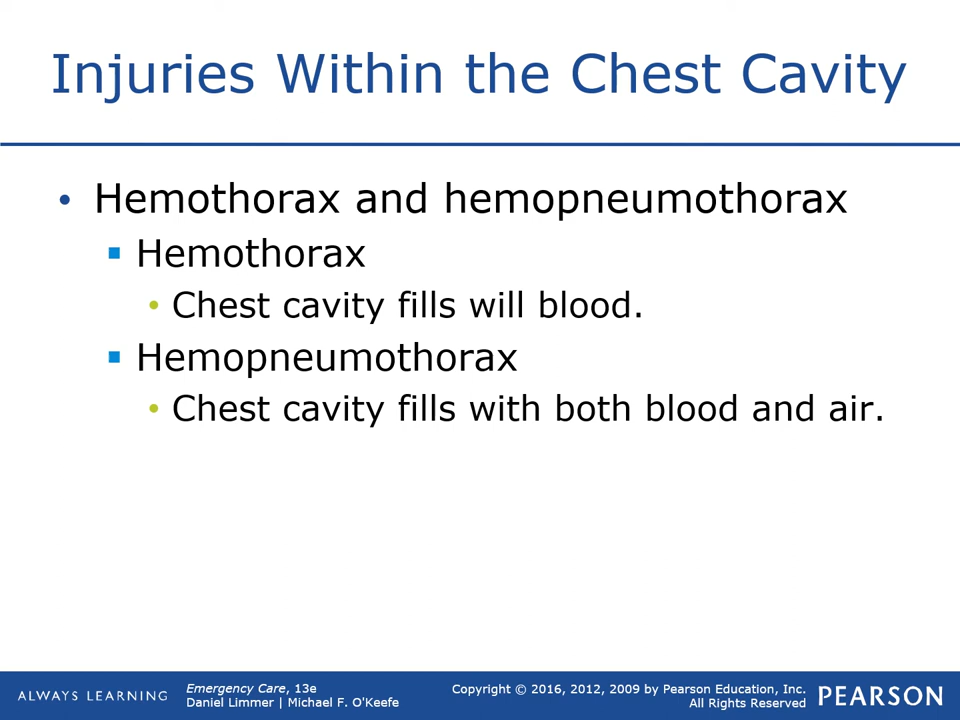 Injuries Within the Chest Cavity
• Hemothorax and hemopneumothorax
▪ Hemothorax
• Chest cavity fills will blood.
▪ Hemopneumothorax
• Chest cavity fills with both blood and air.
ALWAYS LEARNING
Emergency Care, 13e
Daniel Limmer | Michael F. O'Keefe
Copyright © 2016, 2012, 2009 by Pearson Education, Inc.
All Rights Reserved
PEARSON